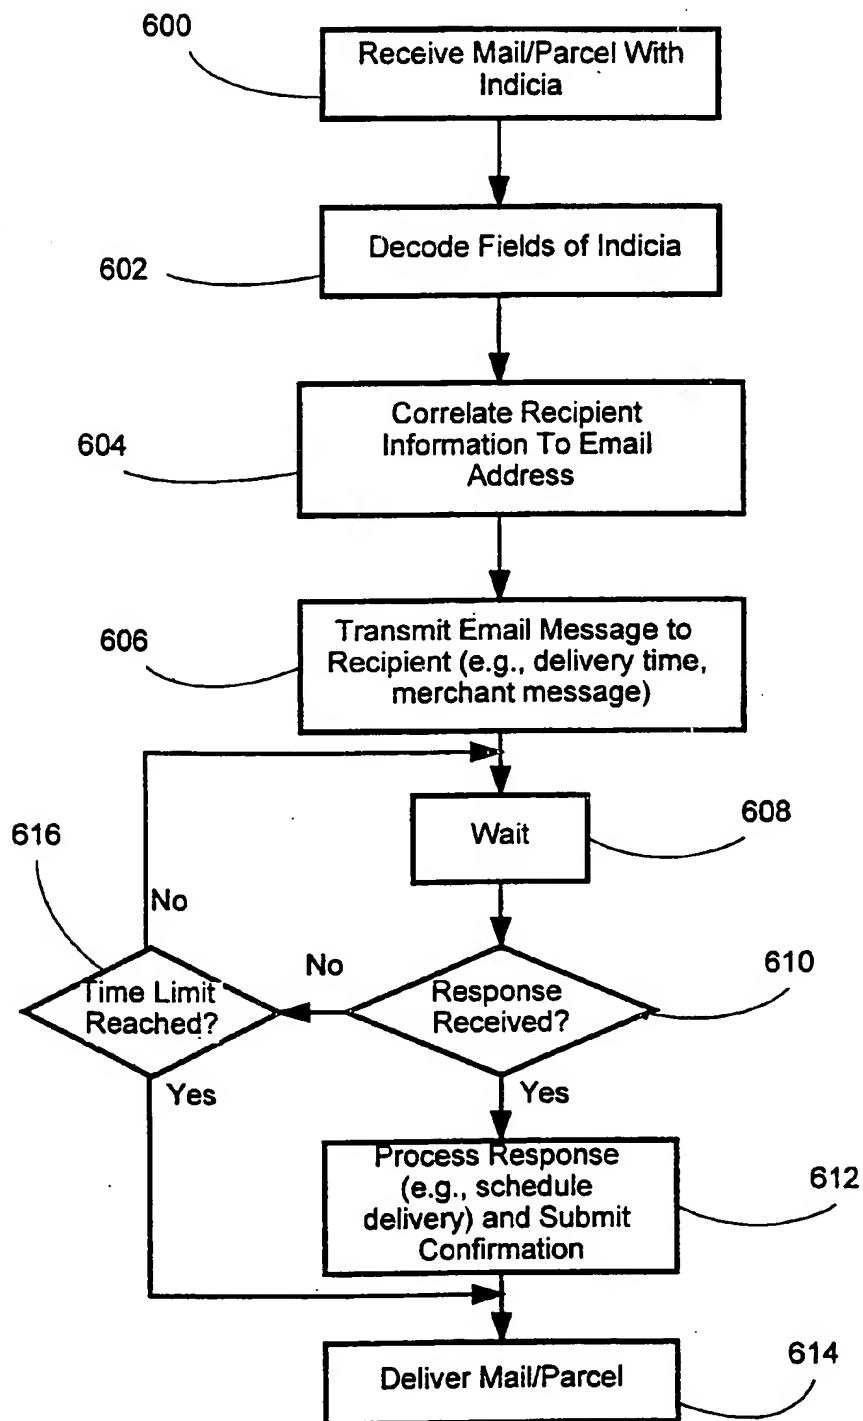 600
Receive Mail/Parcel With
Indicia
602
Decode Fields of Indicia
604
Correlate Recipient
Information To Email
Address
606
Transmit Email Message to
Recipient (e.g., delivery time,
merchant message)
608
Wait
616
No
Time Limit
Reached?
No
Response
Received?
610
Yes
Yes
Process Response
(e.g., schedule
delivery) and Submit
Confirmation
612
Deliver Mail/Parcel
614